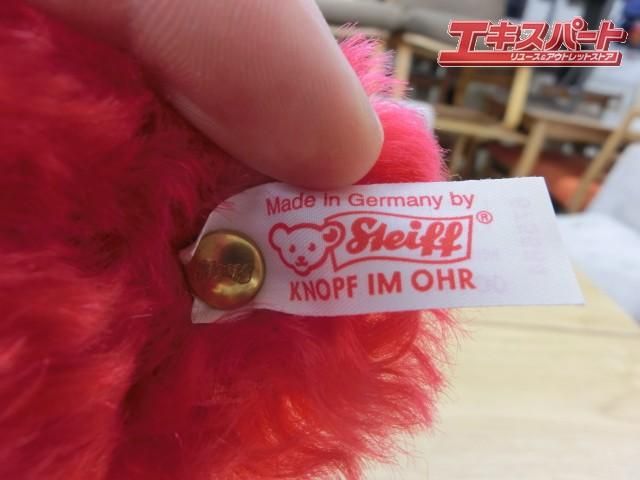 エキスパート
リユース&アウトレットストア
Made in Germany by
Steiff®
KNOPF IM OHR